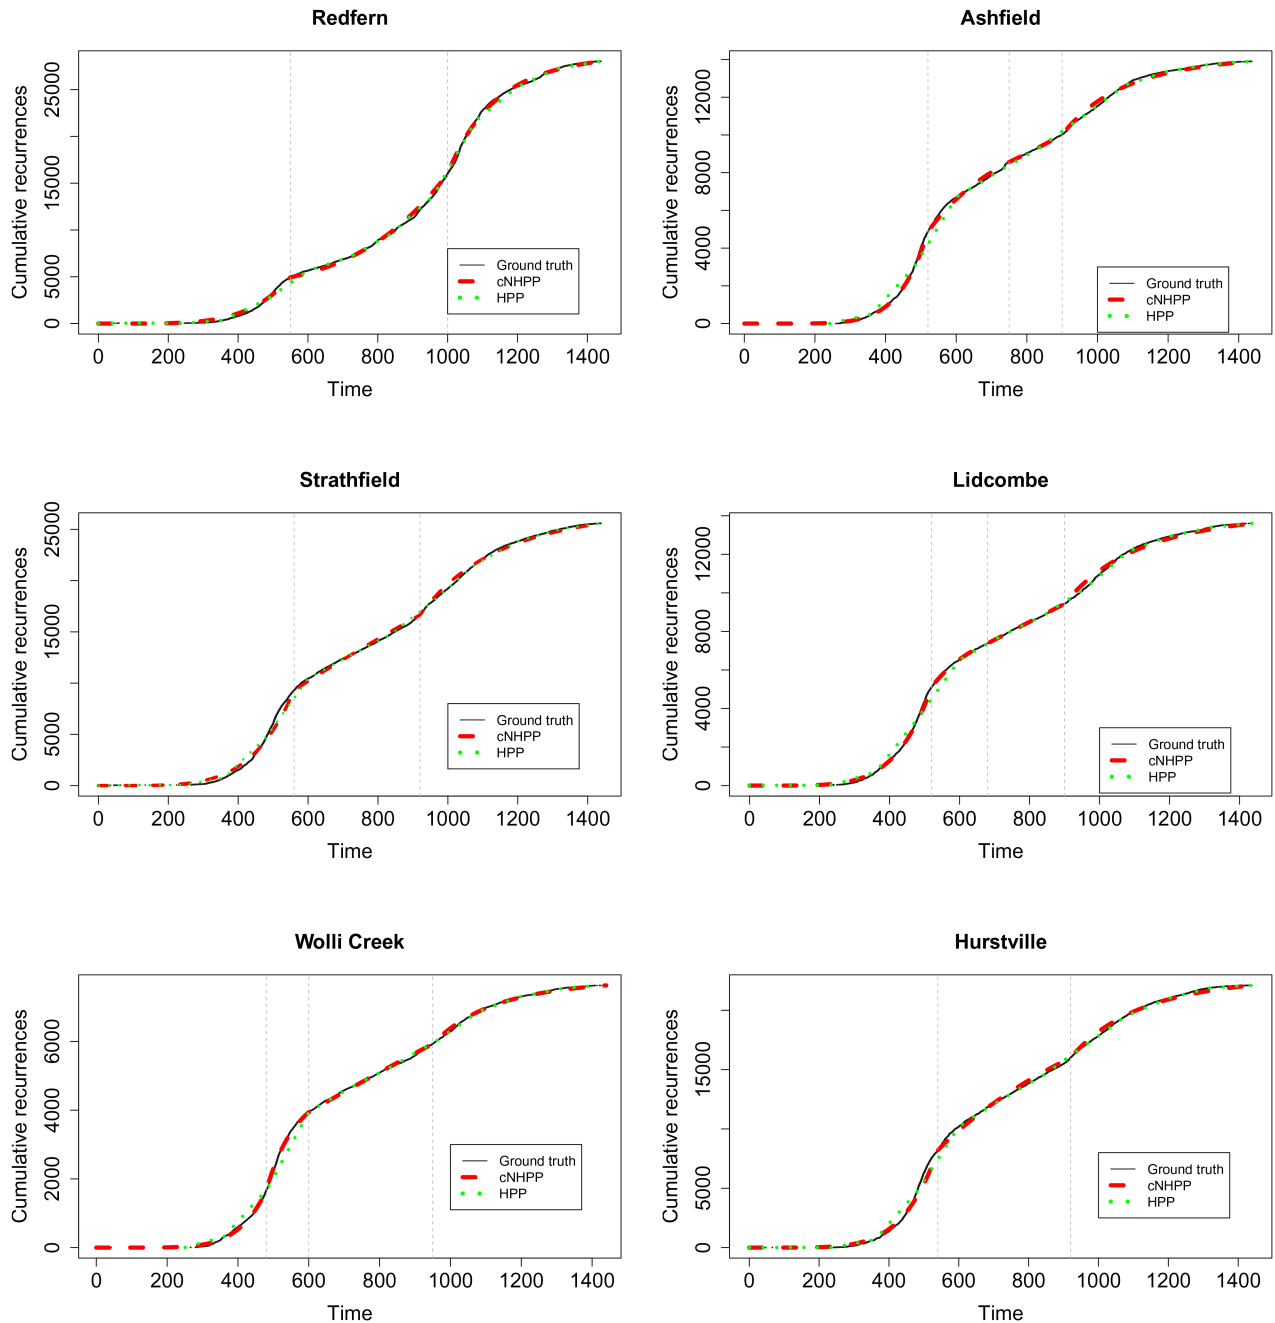 Redfern
Cumulative recurrences
25000
15000
5000
0
Ground truth
cNHPP
HPP
0 200 400 600 800 1000 1200 1400
Time
Ashfield
Cumulative recurrences
12000
8000
4000
0
Ground truth
cNHPP
HPP
0 200 400 600 800 1000 1200 1400
Time
Strathfield
Cumulative recurrences
25000
15000
5000
0
Ground truth
cNHPP
HPP
0 200 400 600 800 1000 1200 1400
Time
Lidcombe
Cumulative recurrences
12000
8000
4000
0
Ground truth
cNHPP
HPP
0 200 400 600 800 1000 1200 1400
Time
Wolli Creek
Cumulative recurrences
6000
4000
2000
0
Ground truth
cNHPP
HPP
0 200 400 600 800 1000 1200 1400
Time
Hurstville
Cumulative recurrences
15000
5000
0
Ground truth
cNHPP
HPP
0 200 400 600 800 1000 1200 1400
Time